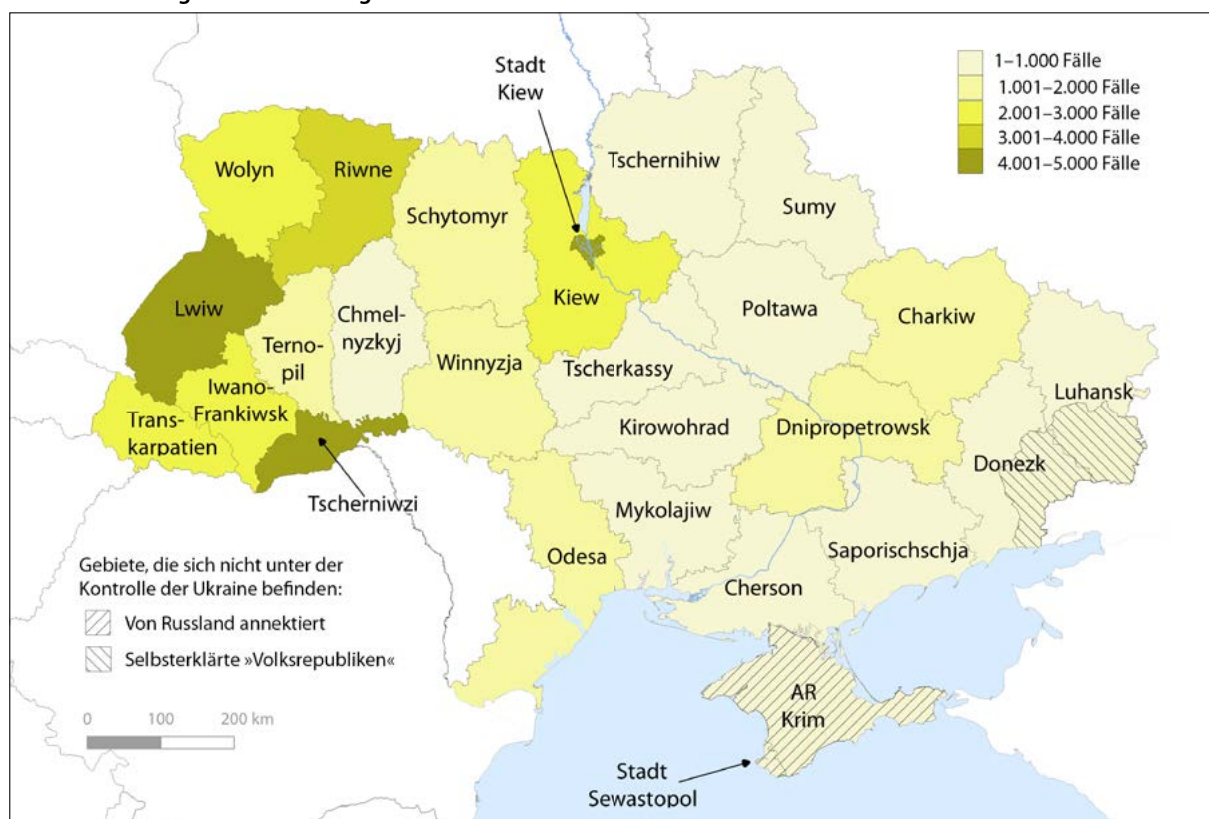 Stadt
Kiew
1–1.000 Fälle
1.001–2.000 Fälle
2.001–3.000 Fälle
3.001–4.000 Fälle
4.001–5.000 Fälle
Wolyn
Riwne
Schytomyr
Tschernihiw
Sumy
Lwiw
Kiew
Poltawa
Charkiw
Chmel-
nyzkyj
Terno-
pil
Winnyzja
Tscherkassy
Luhansk
Iwano-
Frankiwsk
Trans-
karpatien
Kirowohrad
Dnipropetrowsk
Donezk
Tscherniwzi
Mykolajiw
Odesa
Saporischschja
Cherson
Gebiete, die sich nicht unter der
Kontrolle der Ukraine befinden:
Von Russland annektiert
Selbsterklärte »Volksrepubliken«
0 100 200 km
AR
Krim
Stadt
Sewastopol